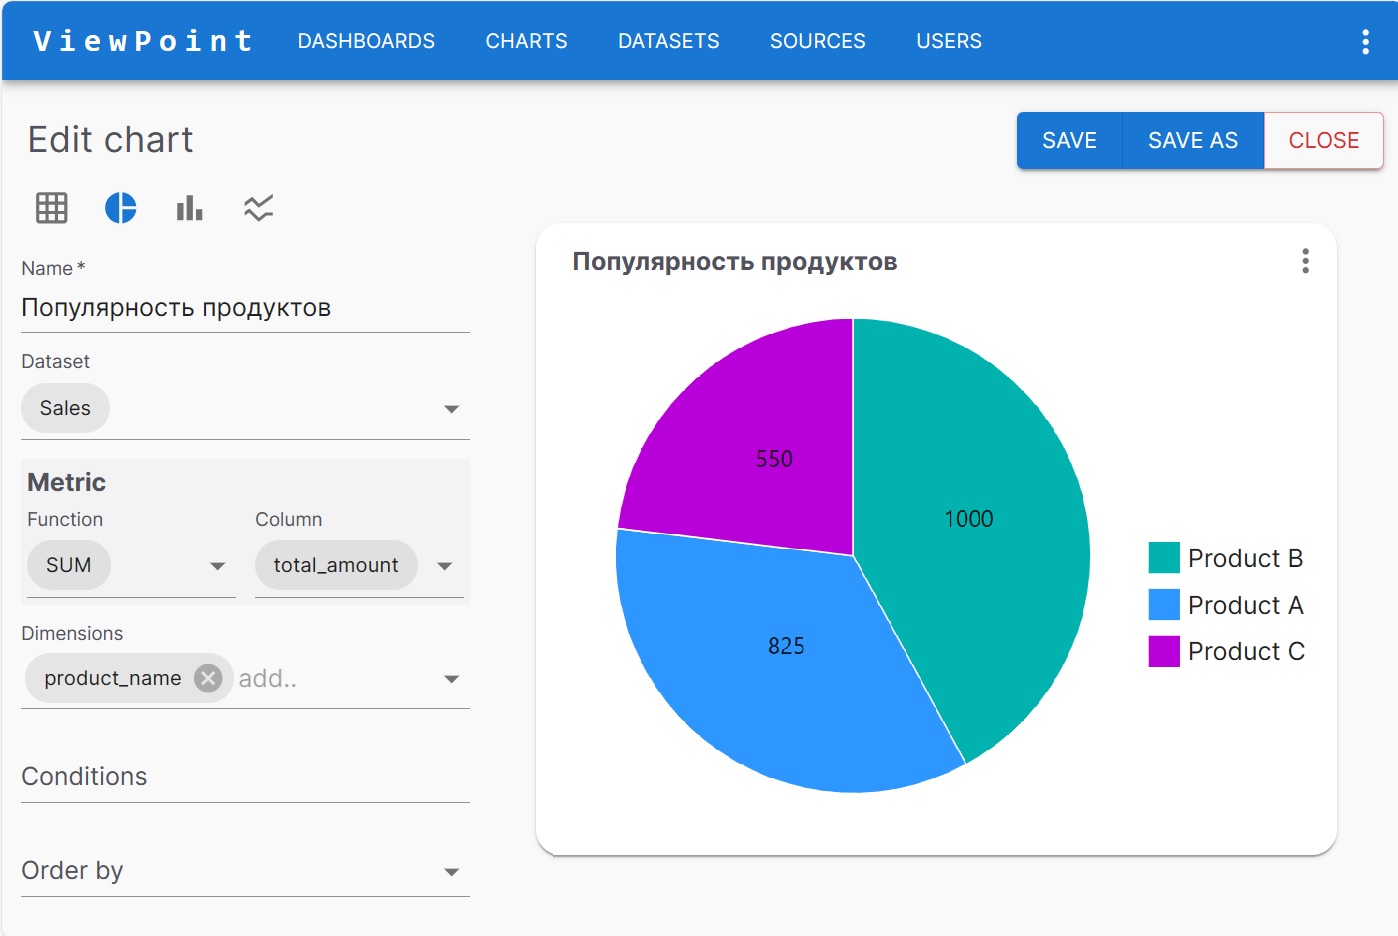 ViewPoint DASHBOARDS CHARTS DATASETS SOURCES USERS
Edit chart
SAVE SAVE AS CLOSE
Name *
Популярность продуктов
Dataset
Sales
Metric
Function Column
SUM total_amount
Dimensions
product_name add..
Conditions
Order by
Популярность продуктов
550
1000
825
Product B
Product A
Product C